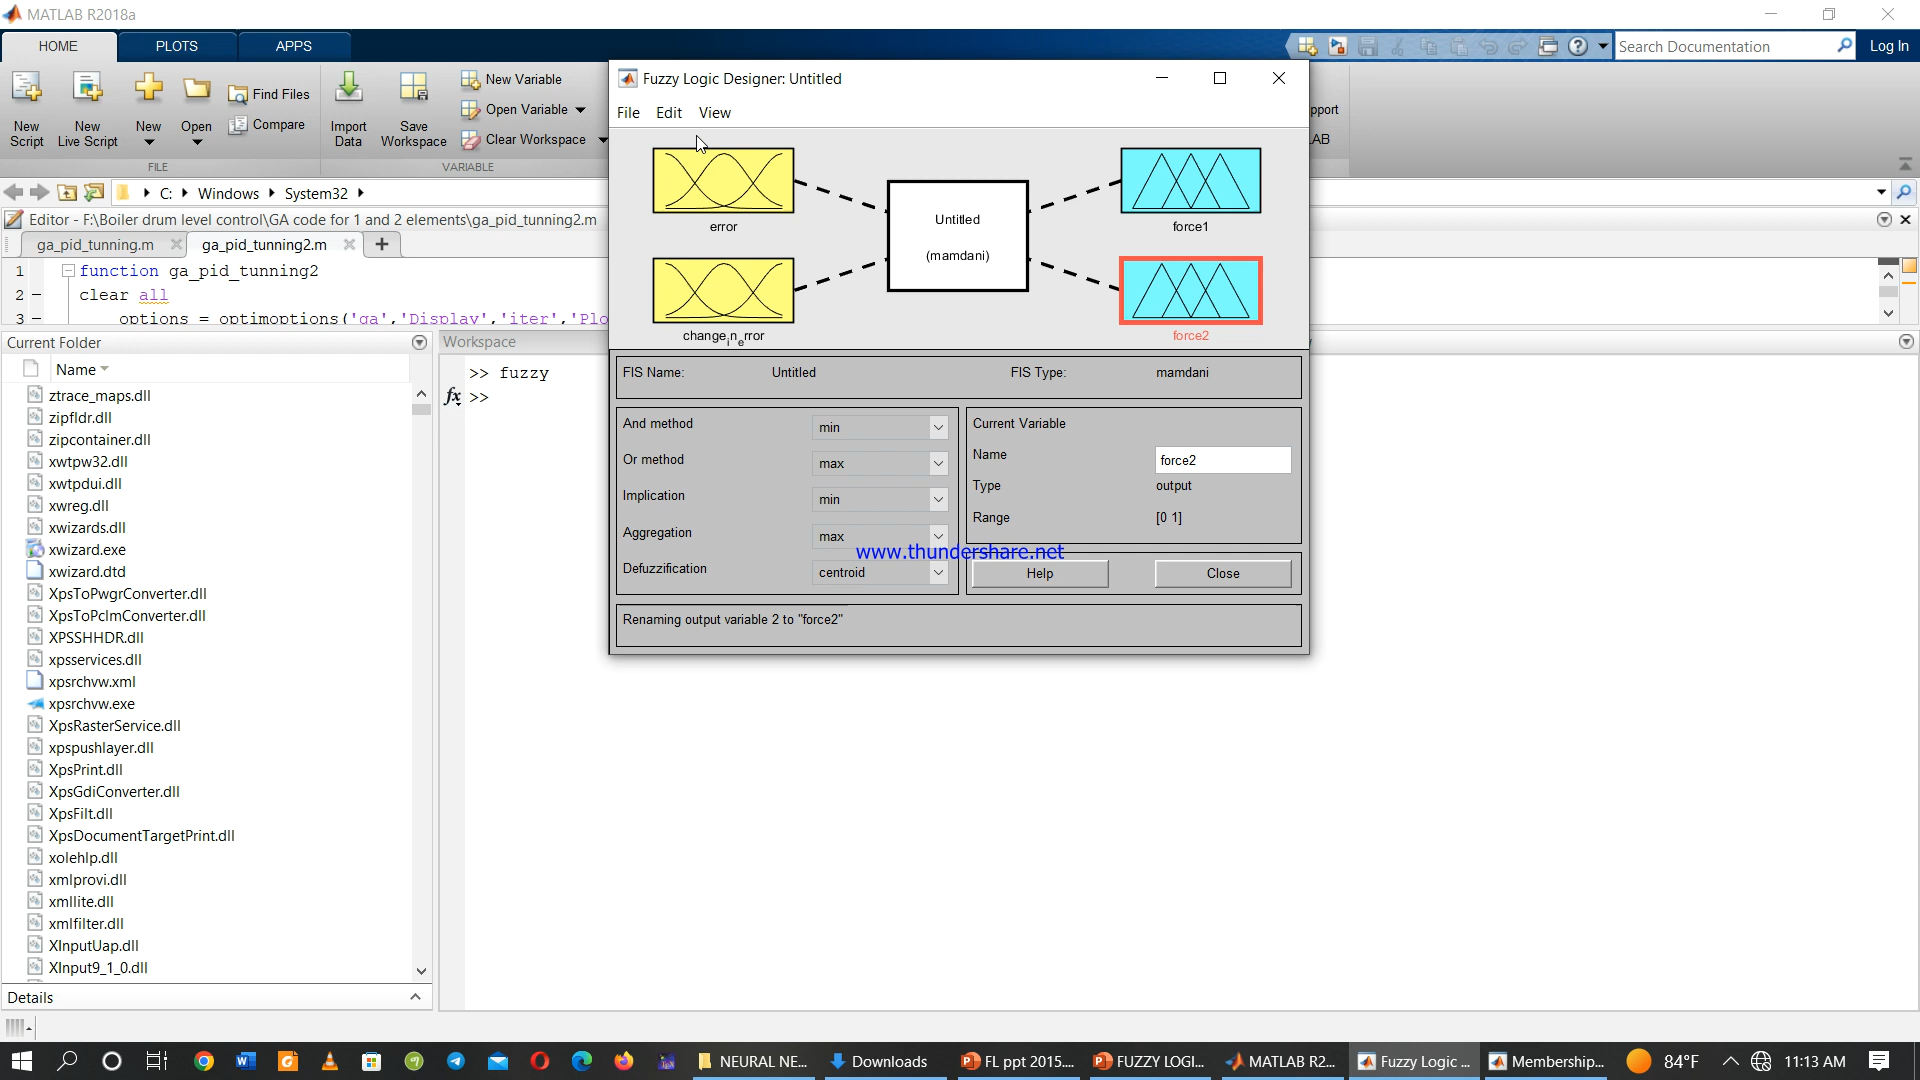 MATLAB R2018a
HOME
PLOTS
APPS
Search Documentation
Log In
New Script
New Live Script
New
Open
Find Files
Compare
Import Data
Save Workspace
New Variable
Open Variable
Clear Workspace
FILE
VARIABLE
C:
Windows
System32
Editor - F:\Boiler drum level control\GA code for 1 and 2 elements\ga_pid_tunning2.m
ga_pid_tunning.m
ga_pid_tunning2.m
1 function ga_pid_tunning2
2 clear all
3 options = optimoptions('ga','Display','iter','Plo
Current Folder
Name
ztrace_maps.dll
zipfldr.dll
zipcontainer.dll
xwtpw32.dll
xwtpdui.dll
xwreg.dll
xwizards.dll
xwizard.exe
xwizard.dtd
XpsToPwgrConverter.dll
XpsToPclmConverter.dll
XPSSHHDR.dll
xpsservices.dll
xpsrchvw.xml
xpsrchvw.exe
XpsRasterService.dll
xpspushlayer.dll
XpsPrint.dll
XpsGdiConverter.dll
XpsFilt.dll
XpsDocumentTargetPrint.dll
xolehlp.dll
xmlprovi.dll
xmllite.dll
xmlfilter.dll
XInputUap.dll
XInput9_1_0.dll
Details
Workspace
>> fuzzy
fx >>
Fuzzy Logic Designer: Untitled
File Edit View
error
change_in_error
Untitled
(mamdani)
force1
force2
FIS Name: Untitled
FIS Type: mamdani
And method min
Or method max
Implication min
Aggregation max
Defuzzification centroid
Current Variable
Name force2
Type output
Range [0 1]
www.thundershare.net
Help
Close
Renaming output variable 2 to "force2"
pport
AB
NEURAL NE...
Downloads
FL ppt 2015....
FUZZY LOGI...
MATLAB R2...
Fuzzy Logic ...
Membership...
84°F
11:13 AM